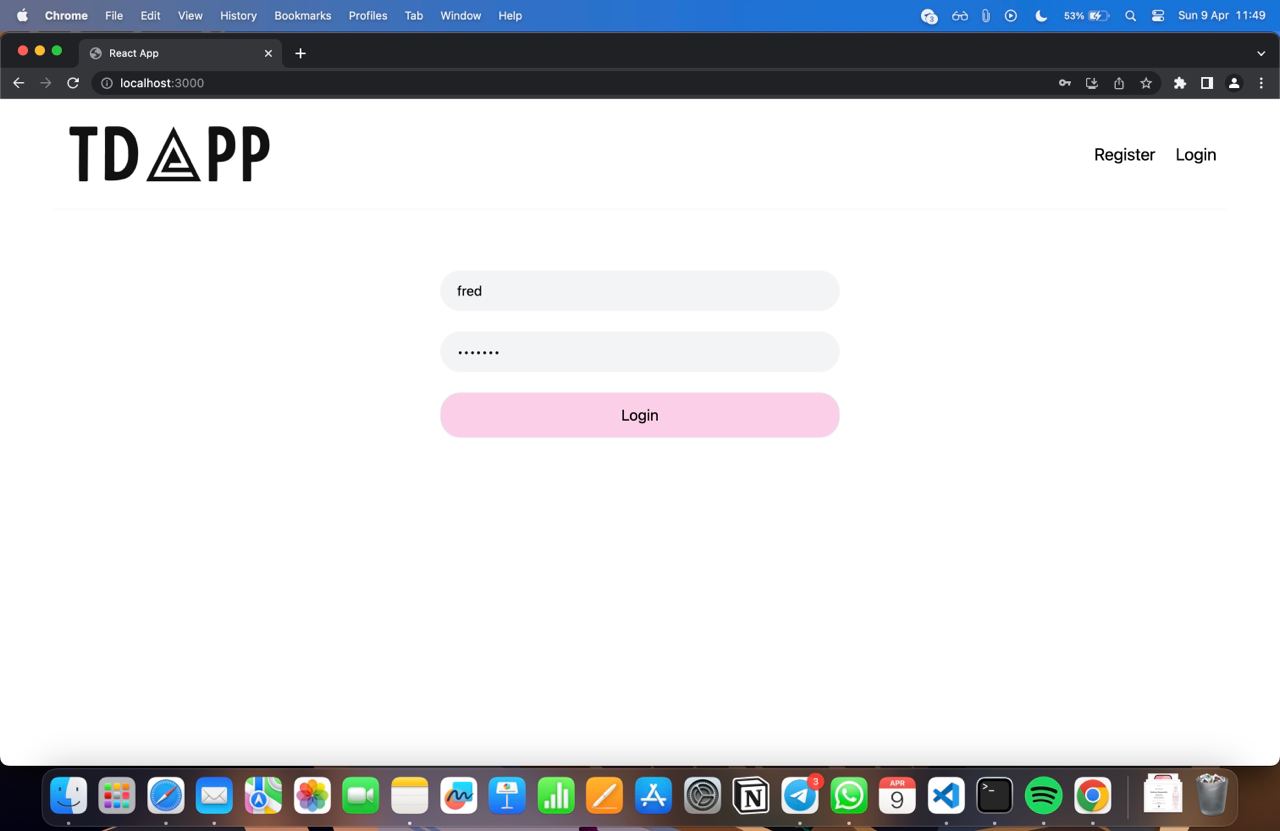 Chrome File Edit View History Bookmarks Profiles Tab Window Help 3 53% Sun 9 Apr 11:49
React App
localhost:3000
TDAPP
Register Login
fred
•••••••
Login
3
APR
9
>_